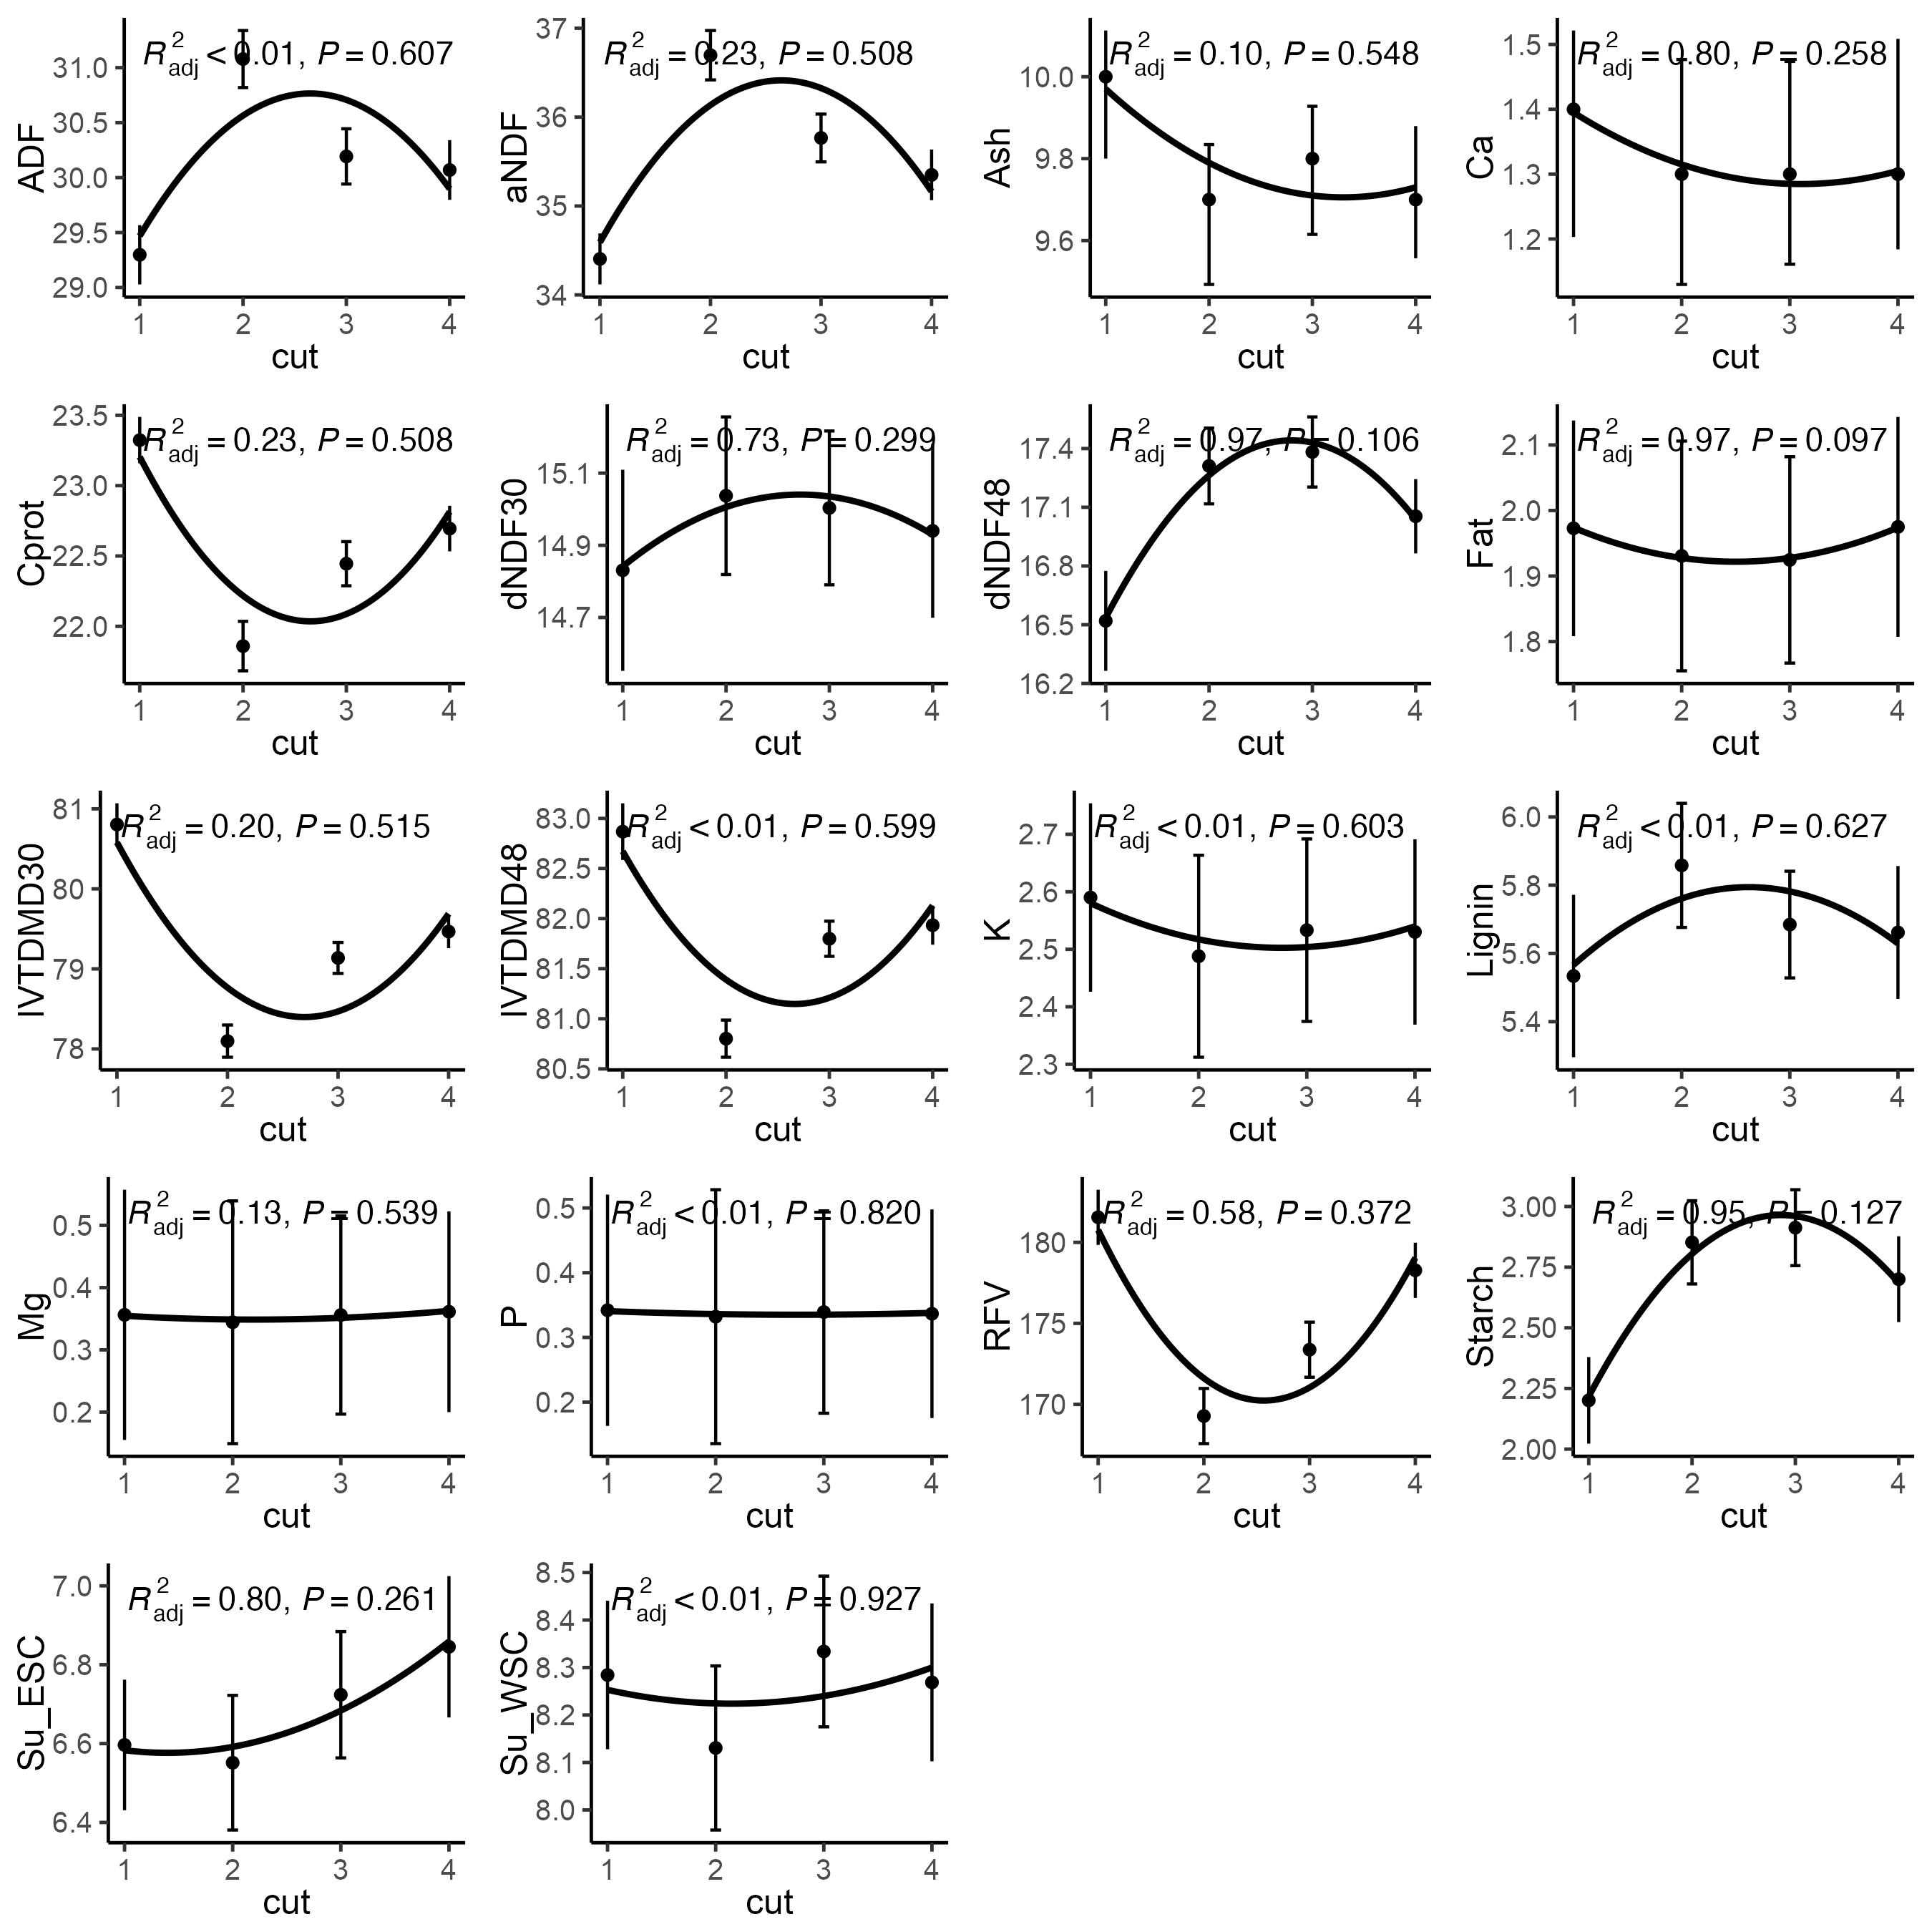 R²adj < 0.01, P = 0.607
ADF
31.0
30.5
30.0
29.5
29.0
1 2 3 4
cut
R²adj = 0.23, P = 0.508
aNDF
37
36
35
34
1 2 3 4
cut
R²adj = 0.10, P = 0.548
Ash
10.0
9.8
9.6
1 2 3 4
cut
R²adj = 0.80, P = 0.258
Ca
1.5
1.4
1.3
1.2
1 2 3 4
cut
R²adj = 0.23, P = 0.508
Cprot
23.5
23.0
22.5
22.0
1 2 3 4
cut
R²adj = 0.73, P = 0.299
dNDF30
15.1
14.9
14.7
1 2 3 4
cut
R²adj = 0.97, P = 0.106
dNDF48
17.4
17.1
16.8
16.5
16.2
1 2 3 4
cut
R²adj = 0.97, P = 0.097
Fat
2.1
2.0
1.9
1.8
1 2 3 4
cut
R²adj = 0.20, P = 0.515
IVTDMD30
81
80
79
78
1 2 3 4
cut
R²adj < 0.01, P = 0.599
IVTDMD48
83.0
82.5
82.0
81.5
81.0
80.5
1 2 3 4
cut
R²adj < 0.01, P = 0.603
K
2.7
2.6
2.5
2.4
2.3
1 2 3 4
cut
R²adj < 0.01, P = 0.627
Lignin
6.0
5.8
5.6
5.4
1 2 3 4
cut
R²adj = 0.13, P = 0.539
Mg
0.5
0.4
0.3
0.2
1 2 3 4
cut
R²adj < 0.01, P = 0.820
P
0.5
0.4
0.3
0.2
1 2 3 4
cut
R²adj = 0.58, P = 0.372
RFV
180
175
170
1 2 3 4
cut
R²adj = 0.95, P = 0.127
Starch
3.00
2.75
2.50
2.25
2.00
1 2 3 4
cut
R²adj = 0.80, P = 0.261
Su_ESC
7.0
6.8
6.6
6.4
1 2 3 4
cut
R²adj < 0.01, P = 0.927
Su_WSC
8.5
8.4
8.3
8.2
8.1
8.0
1 2 3 4
cut